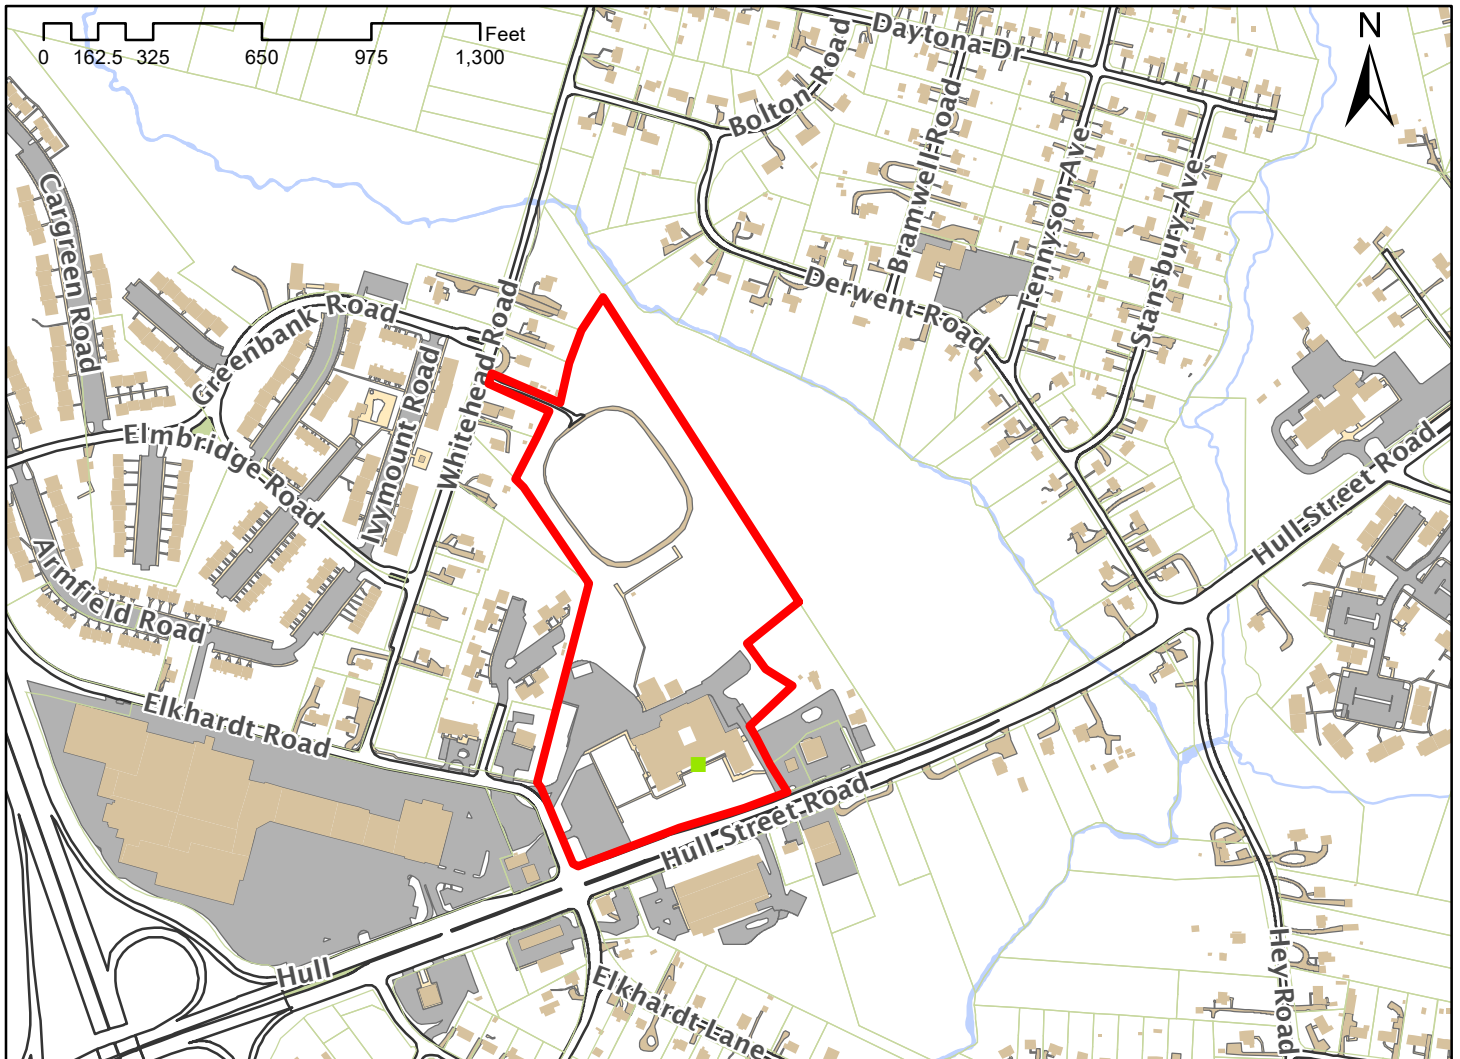 Feet
0 162.5 325 650 975 1,300
N
Daytona Dr
Bolton Road
Bramwell Road
Tennyson Ave
Stansbury Ave
Cargreen Road
Derwent Road
Greenbank Road
Whitehead Road
Ivymount Road
Elmbridge Road
Hull Street Road
Armfield Road
Elkhardt Road
Hull Street Road
Hull
Elkhardt Lane
Hey Road